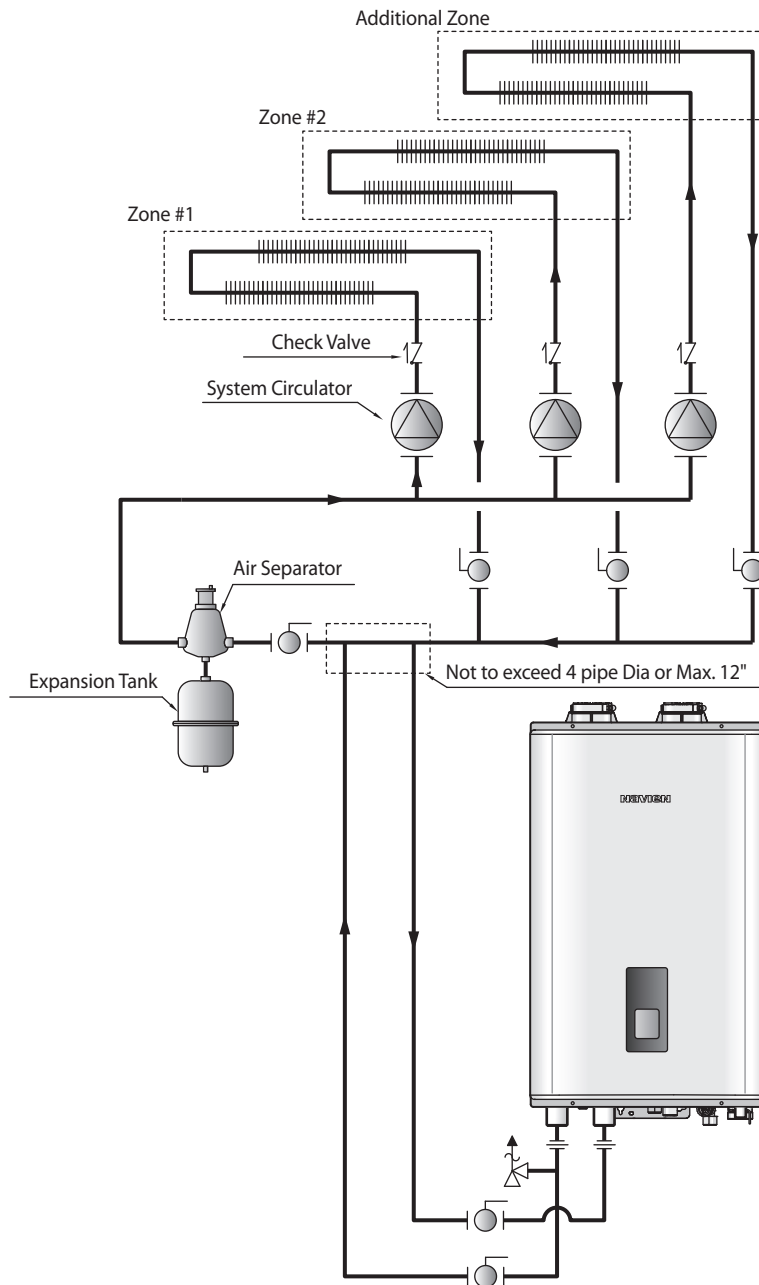 Additional Zone
Zone #2
Zone #1
Check Valve
System Circulator
Air Separator
Not to exceed 4 pipe Dia or Max. 12"
Expansion Tank
NAVIEN